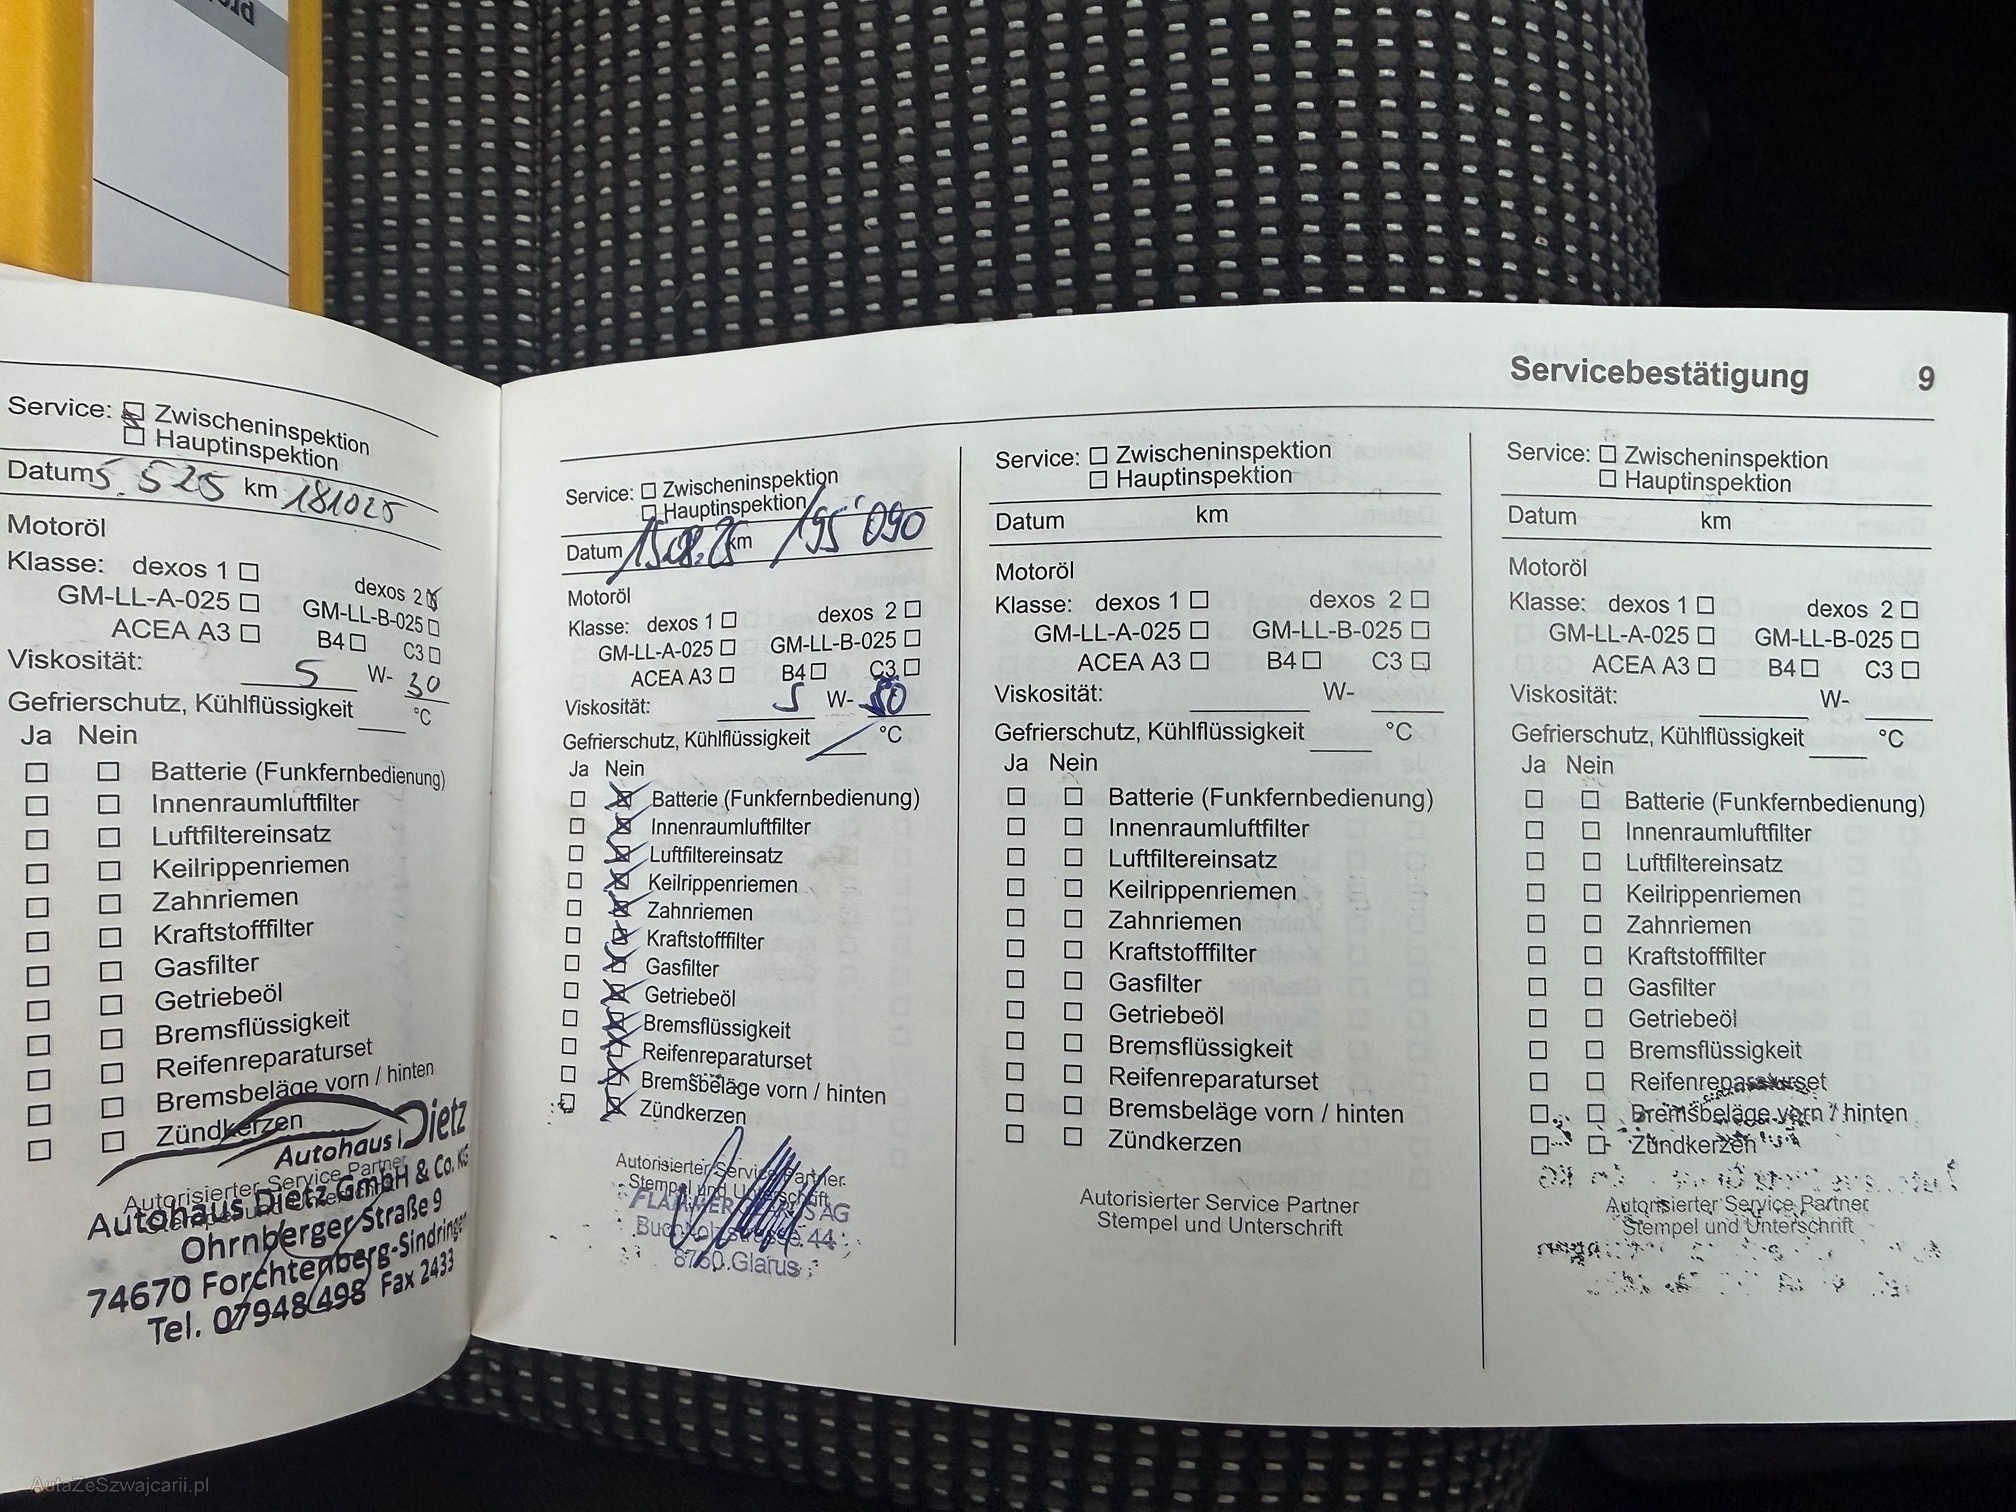 Servicebestätigung 9
Service: Zwischeninspektion
Hauptinspektion
Datum 5.525 km 181025
Motoröl
Klasse: dexos 1 dexos 2
GM-LL-A-025 GM-LL-B-025
ACEA A3 B4 C3
Viskosität: 5 W- 30
Gefrierschutz, Kühlflüssigkeit °C
Ja Nein
Batterie (Funkfernbedienung)
Innenraumluftfilter
Luftfiltereinsatz
Keilrippenriemen
Zahnriemen
Kraftstofffilter
Gasfilter
Getriebeöl
Bremsflüssigkeit
Reifenreparaturset
Bremsbeläge vorn / hinten
Zündkerzen
Autohaus Dietz
Autorisierter Service Partner
Autohaus Dietz GmbH & Co. KG
Ohrnberger Straße 9
74670 Forchtenberg-Sindringen
Tel. 07948/498 Fax 2433
Service: Zwischeninspektion
Hauptinspektion
Datum 15.08.25 km 195'090
Motoröl
Klasse: dexos 1 dexos 2
GM-LL-A-025 GM-LL-B-025
ACEA A3 B4 C3
Viskosität: 5 W-
Gefrierschutz, Kühlflüssigkeit °C
Ja Nein
Batterie (Funkfernbedienung)
Innenraumluftfilter
Luftfiltereinsatz
Keilrippenriemen
Zahnriemen
Kraftstofffilter
Gasfilter
Getriebeöl
Bremsflüssigkeit
Reifenreparaturset
Bremsbeläge vorn / hinten
Zündkerzen
Autorisierter Service Partner
Stempel und Unterschrift
AG
Buchholzstrasse 44
8750 Glarus
Service: Zwischeninspektion
Hauptinspektion
Datum km
Motoröl
Klasse: dexos 1 dexos 2
GM-LL-A-025 GM-LL-B-025
ACEA A3 B4 C3
Viskosität: W-
Gefrierschutz, Kühlflüssigkeit °C
Ja Nein
Batterie (Funkfernbedienung)
Innenraumluftfilter
Luftfiltereinsatz
Keilrippenriemen
Zahnriemen
Kraftstofffilter
Gasfilter
Getriebeöl
Bremsflüssigkeit
Reifenreparaturset
Bremsbeläge vorn / hinten
Zündkerzen
Autorisierter Service Partner
Stempel und Unterschrift
Service: Zwischeninspektion
Hauptinspektion
Datum km
Motoröl
Klasse: dexos 1 dexos 2
GM-LL-A-025 GM-LL-B-025
ACEA A3 B4 C3
Viskosität: W-
Gefrierschutz, Kühlflüssigkeit °C
Ja Nein
Batterie (Funkfernbedienung)
Innenraumluftfilter
Luftfiltereinsatz
Keilrippenriemen
Zahnriemen
Kraftstofffilter
Gasfilter
Getriebeöl
Bremsflüssigkeit
Reifenreparaturset
Bremsbeläge vorn / hinten
Zündkerzen
Autorisierter Service Partner
Stempel und Unterschrift
AutaZeSzwajcarii.pl